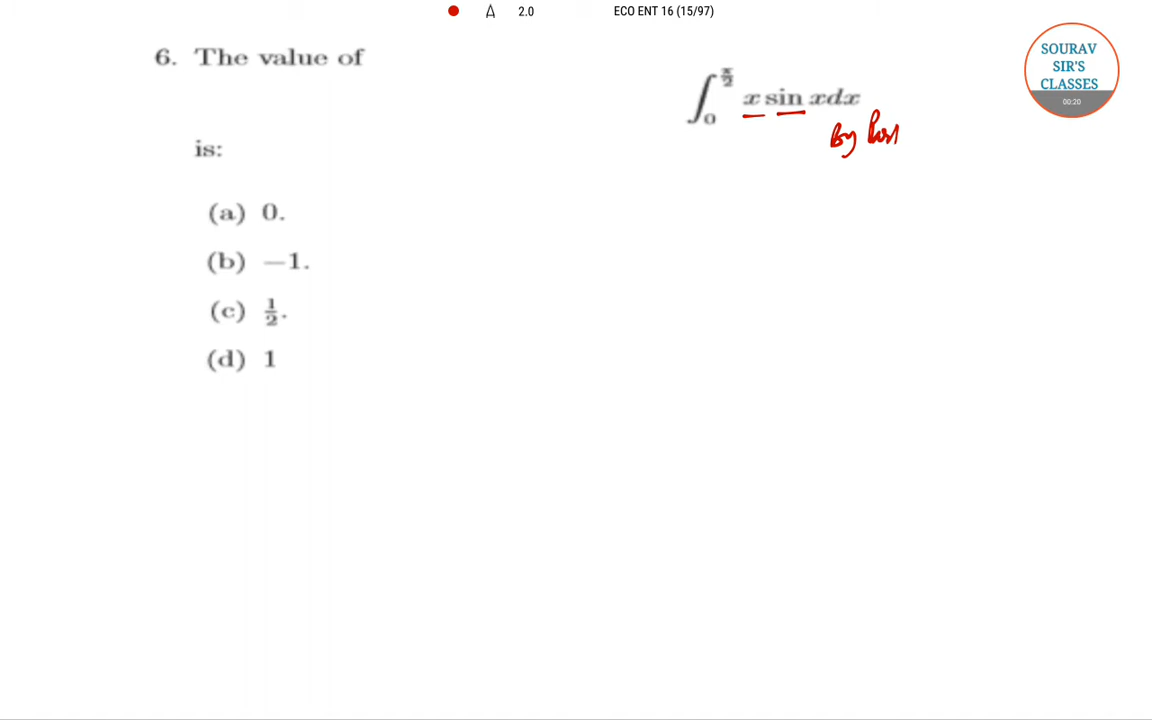 2.0 ECO ENT 16 (15/97)
SOURAV
SIR'S
CLASSES
00:20
6. The value of
∫₀^{π/2} x sin xdx
By
is:
(a) 0.
(b) −1.
(c) 1/2.
(d) 1